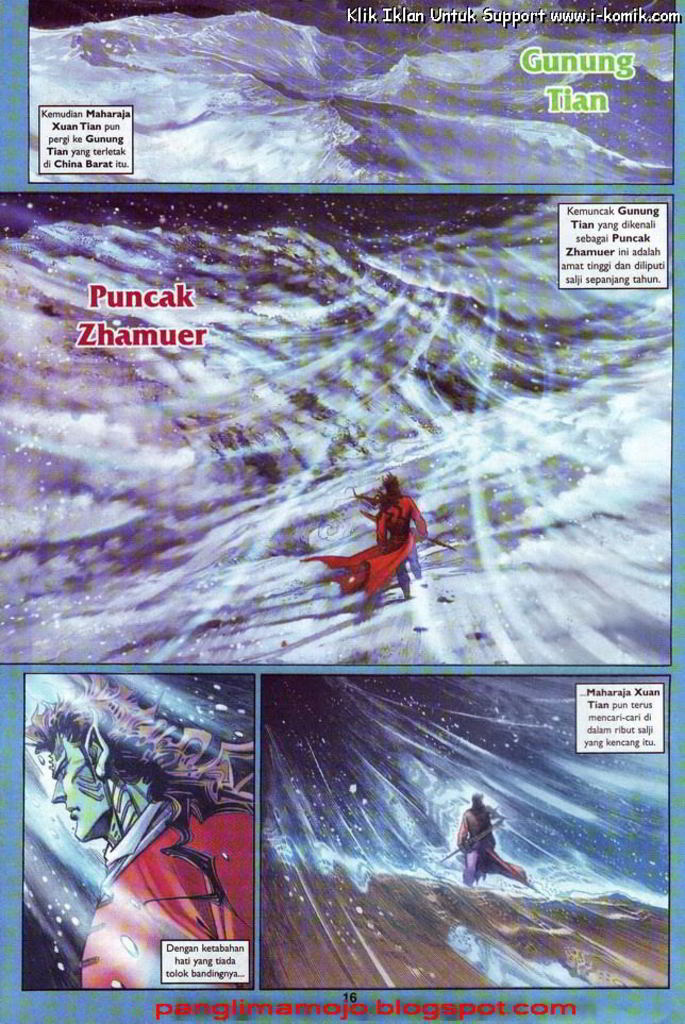 Klik Iklan Untuk Support www.i-komik.com
Gunung
Tian
Kemudian Maharaja
Xuan Tian pun
pergi ke Gunung
Tian yang terletak
di China Barat itu.
Kemuncak Gunung
Tian yang dikenali
sebagai Puncak
Zhamuer ini adalah
amat tinggi dan diliputi
salji sepanjang tahun.
Puncak
Zhamuer
Dengan ketabahan
hati yang tiada
tolok bandingnya...
...Maharaja Xuan
Tian pun terus
mencari-cari di
dalam ribut salji
yang kencang itu.
16
panglimamojo.blogspot.com